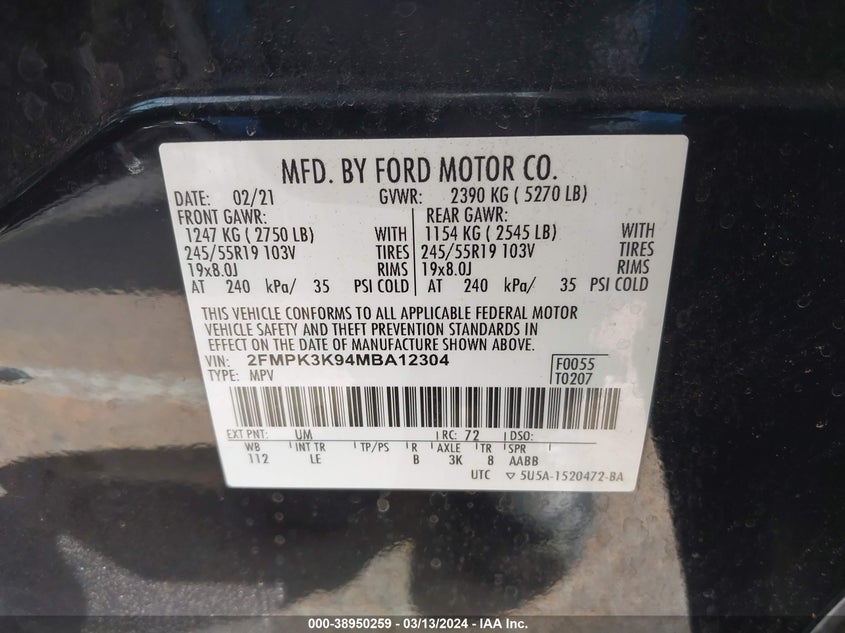 MFD. BY FORD MOTOR CO.
DATE: 02/21 GVWR: 2390 KG ( 5270 LB)
FRONT GAWR: REAR GAWR:
1247 KG ( 2750 LB) WITH 1154 KG ( 2545 LB) WITH
245/55R19 103V TIRES 245/55R19 103V TIRES
19x8.0J RIMS 19x8.0J RIMS
AT 240 kPa/ 35 PSI COLD AT 240 kPa/ 35 PSI COLD
THIS VEHICLE CONFORMS TO ALL APPLICABLE FEDERAL MOTOR
VEHICLE SAFETY AND THEFT PREVENTION STANDARDS IN
EFFECT ON THE DATE OF MANUFACTURE SHOWN ABOVE.
VIN: 2FMPK3K94MBA12304 F0055
TYPE: MPV T0207
EXT PNT: UM RC: 72 DSO:
WB INT TR TP/PS R AXLE TR SPR
112 LE B 3K 8 AABB
UTC ▽ 5U5A-1520472-BA
000-38950259 - 03/13/2024 - IAA Inc.